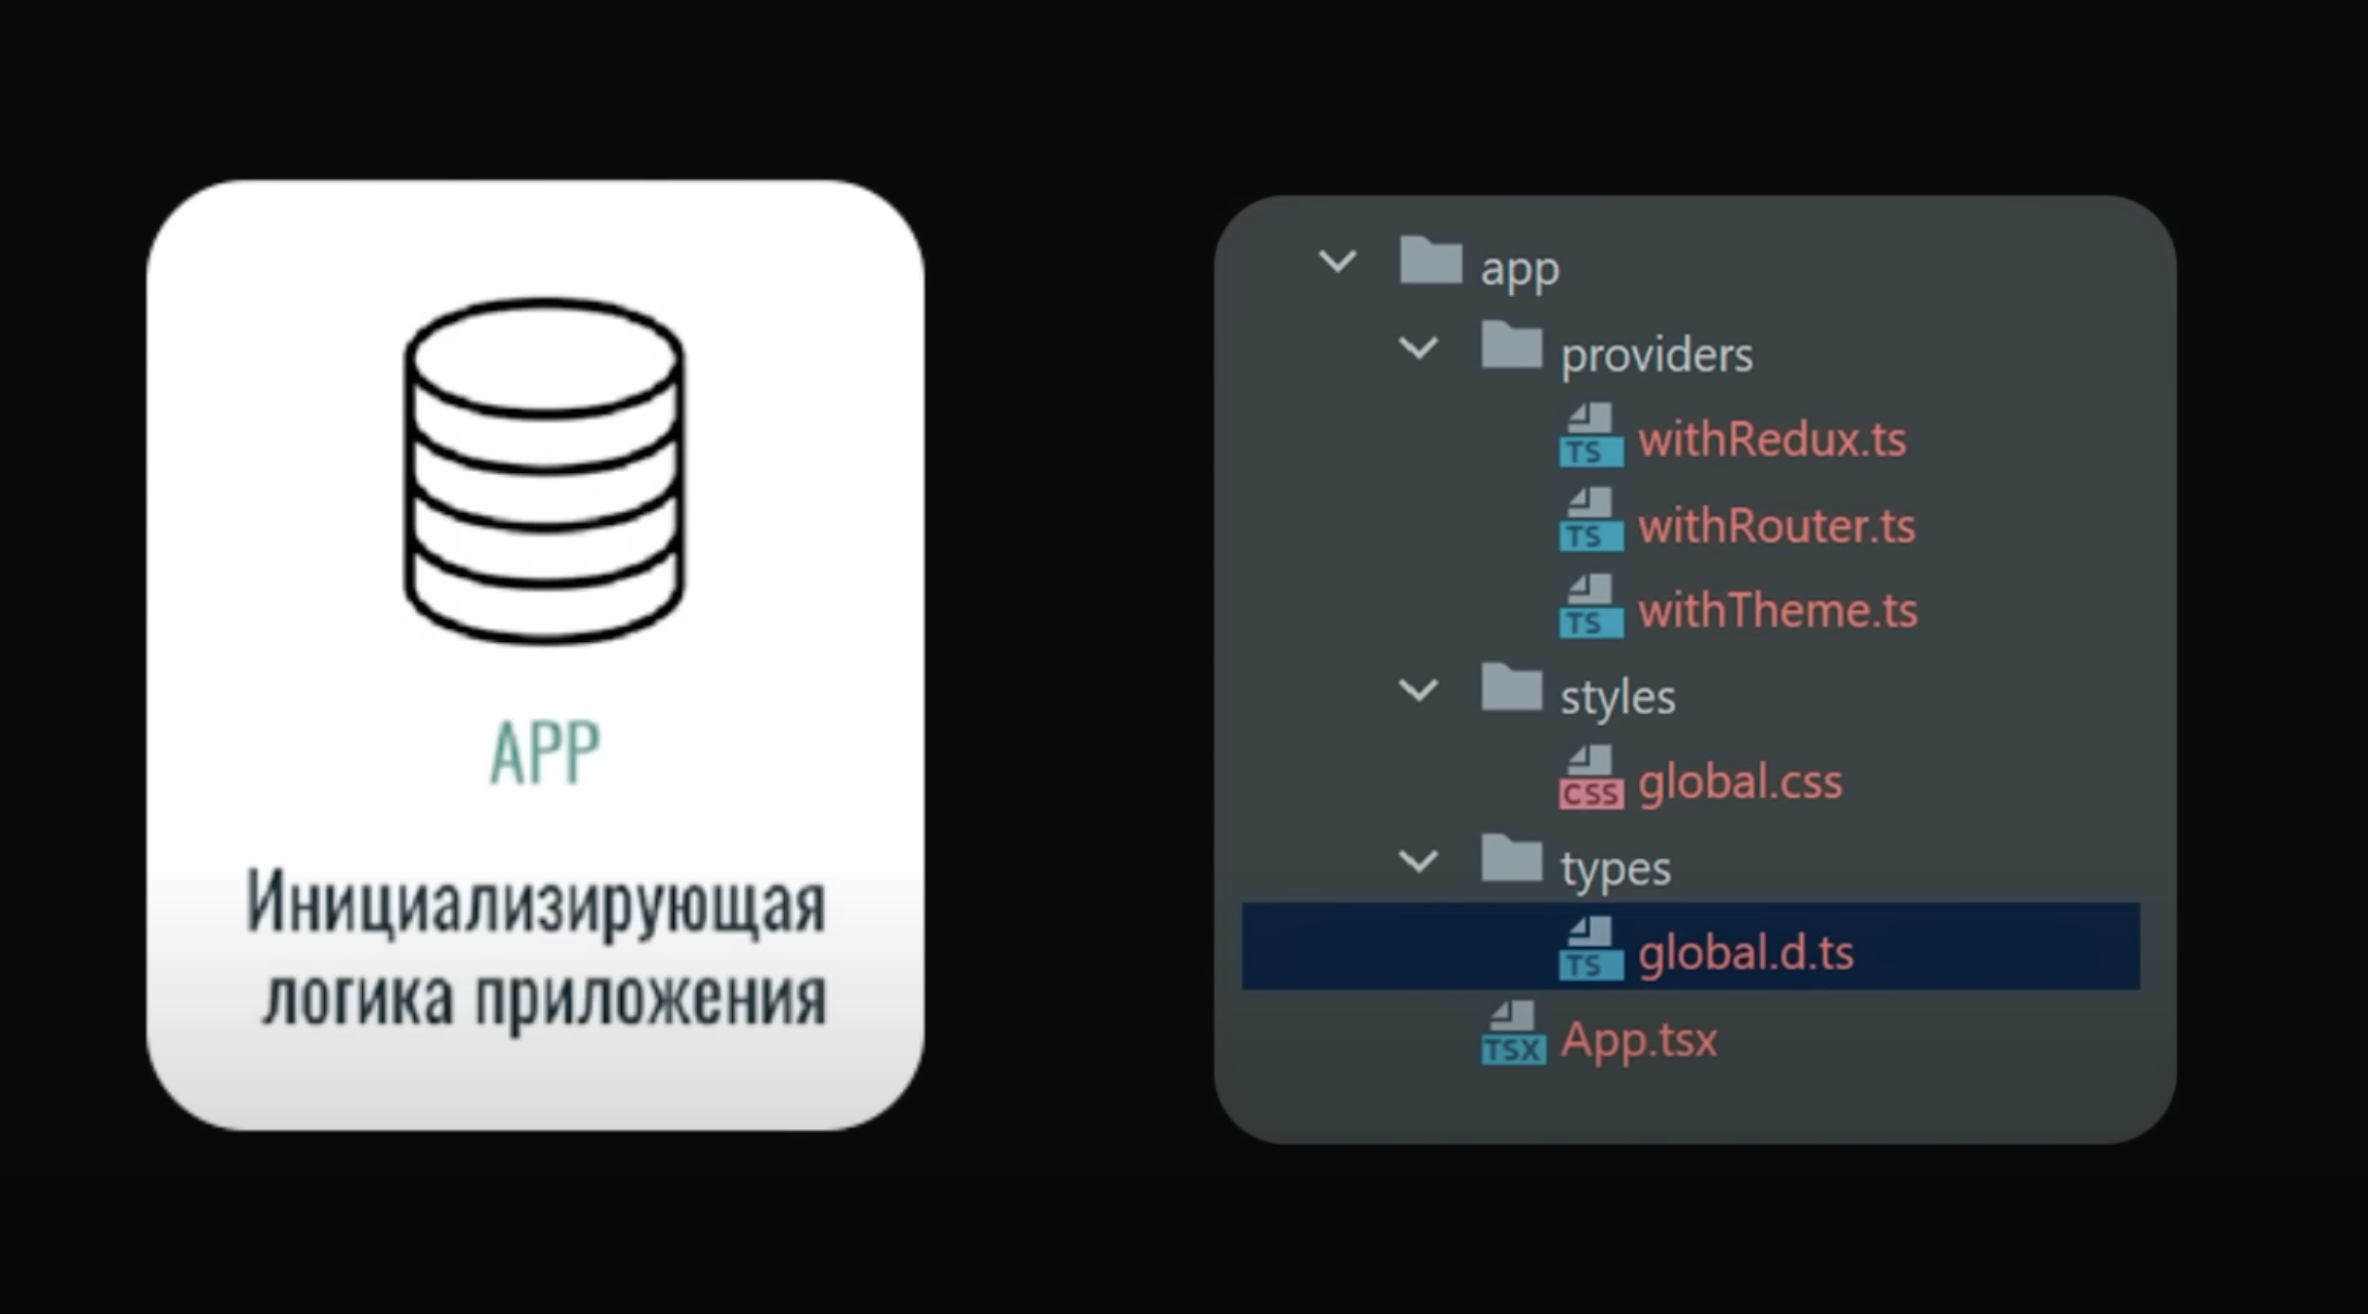 APP
Инициализирующая
логика приложения
app
providers
TS withRedux.ts
TS withRouter.ts
TS withTheme.ts
styles
CSS global.css
types
TS global.d.ts
TSX App.tsx